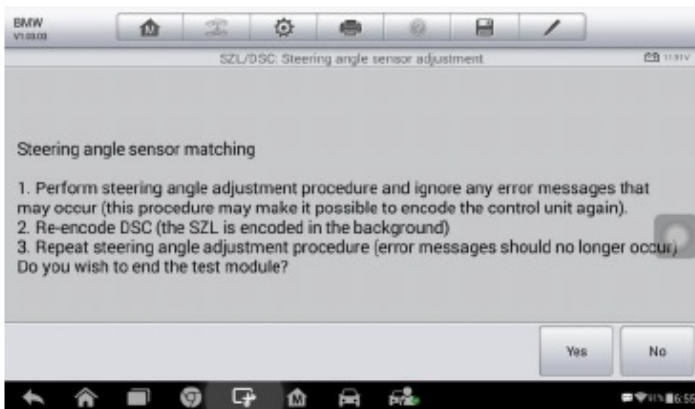 BMW
V1.03.03
SZL/DSC: Steering angle sensor adjustment
Steering angle sensor matching
1. Perform steering angle adjustment procedure and ignore any error messages that
may occur (this procedure may make it possible to encode the control unit again).
2. Re-encode DSC (the SZL is encoded in the background)
3. Repeat steering angle adjustment procedure (error messages should no longer occur)
Do you wish to end the test module?
Yes
No